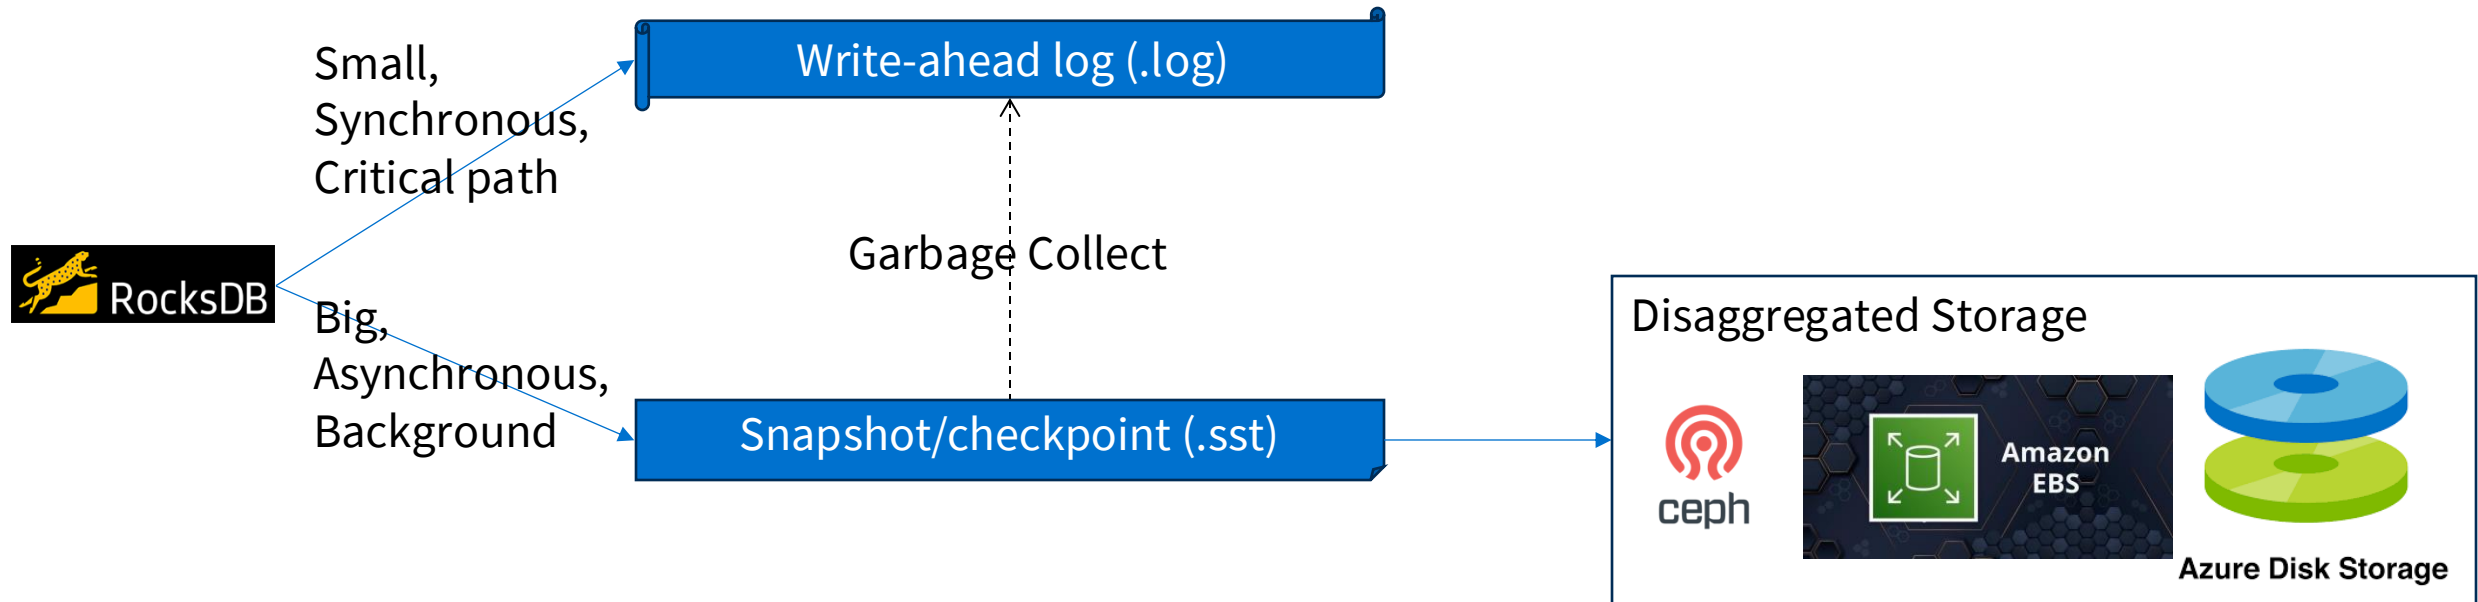 Small,
Synchronous,
Critical path
Write-ahead log (.log)
Garbage Collect
RocksDB
Big,
Asynchronous,
Background
Snapshot/checkpoint (.sst)
Disaggregated Storage
ceph
Amazon
EBS
Azure Disk Storage